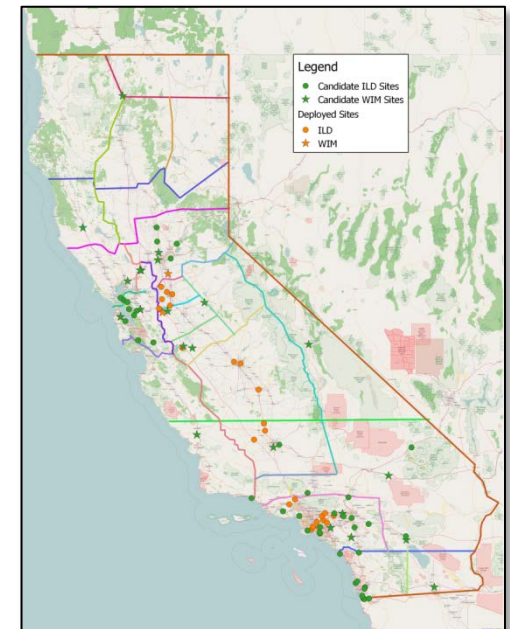 Legend
Candidate ILD Sites
Candidate WIM Sites
Deployed Sites
ILD
WIM